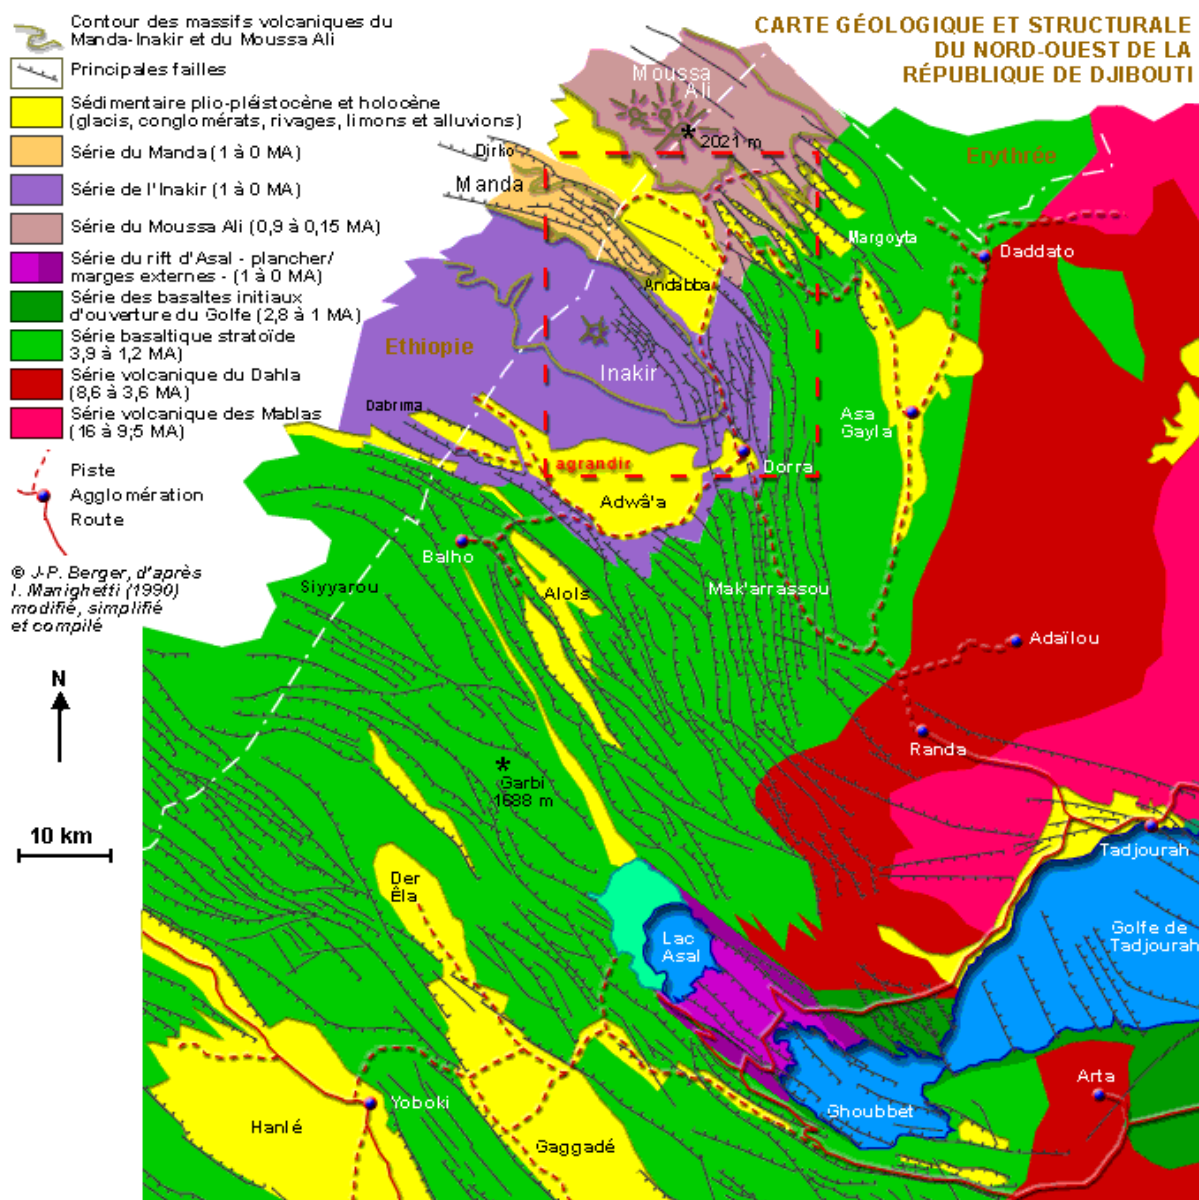 Contour des massifs volcaniques du
Manda-Inakir et du Moussa Ali
Principales failles
Sédimentaire plio-pléistocène et holocène
(glacis, conglomérats, rivages, limons et alluvions)
Série du Manda (1 à 0 MA)
Série de l'Inakir (1 à 0 MA)
Série du Moussa Ali (0,9 à 0,15 MA)
Série du rift d'Asal - plancher/
marges externes - (1 à 0 MA)
Série des basaltes initiaux
d'ouverture du Golfe (2,8 à 1 MA)
Série basaltique stratoïde
3,9 à 1,2 MA)
Série volcanique du Dahla
(8,6 à 3,6 MA)
Série volcanique des Mablas
(16 à 9;5 MA)
Piste
Agglomération
Route
© J-P. Berger, d'après
I. Manighetti (1990)
modifié, simplifié
et compilé
N
10 km
CARTE GÉOLOGIQUE ET STRUCTURALE
DU NORD-OUEST DE LA
RÉPUBLIQUE DE DJIBOUTI
Moussa
Ali
2021 m
Dirko
Manda
Erythrée
Margoyta
Daddato
Andabba
Ethiopie
Inakir
Dabrima
Asa
Gayla
agrandir
Dorra
Adwâ'a
Balho
Siyyarou
Alols
Mak'arrassou
Adaïlou
Randa
Garbi
1688 m
Tadjourah
Der
Êla
Lac
Asal
Golfe de
Tadjourah
Arta
Yoboki
Ghoubbet
Hanlé
Gaggadé